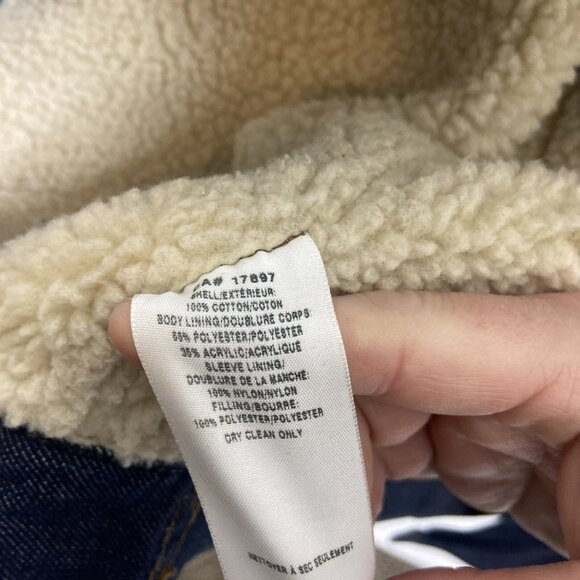 CA# 17897
SHELL/EXTÉRIEUR:
100% COTTON/COTON
BODY LINING/DOUBLURE CORPS:
65% POLYESTER/POLYESTER
35% ACRYLIC/ACRYLIQUE
SLEEVE LINING/
DOUBLURE DE LA MANCHE:
100% NYLON/NYLON
FILLING/BOURRE:
100% POLYESTER/POLYESTER
DRY CLEAN ONLY
NETTOYER À SEC SEULEMENT